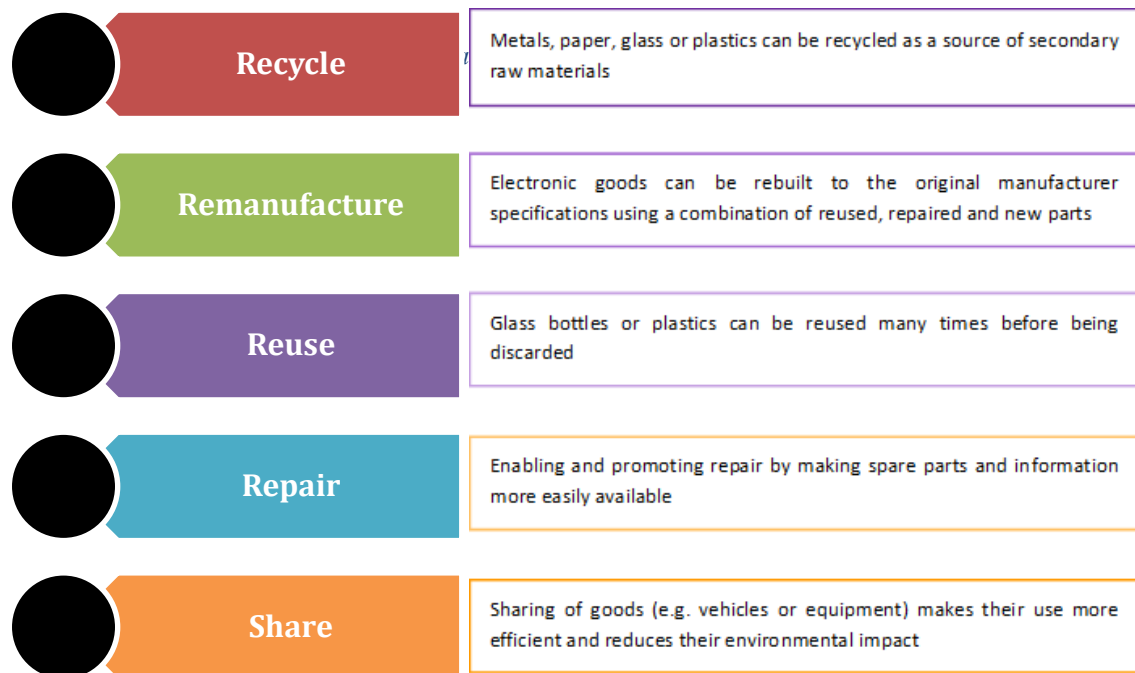 Recycle
Metals, paper, glass or plastics can be recycled as a source of secondary
raw materials
Remanufacture
Electronic goods can be rebuilt to the original manufacturer
specifications using a combination of reused, repaired and new parts
Reuse
Glass bottles or plastics can be reused many times before being
discarded
Repair
Enabling and promoting repair by making spare parts and information
more easily available
Share
Sharing of goods (e.g. vehicles or equipment) makes their use more
efficient and reduces their environmental impact